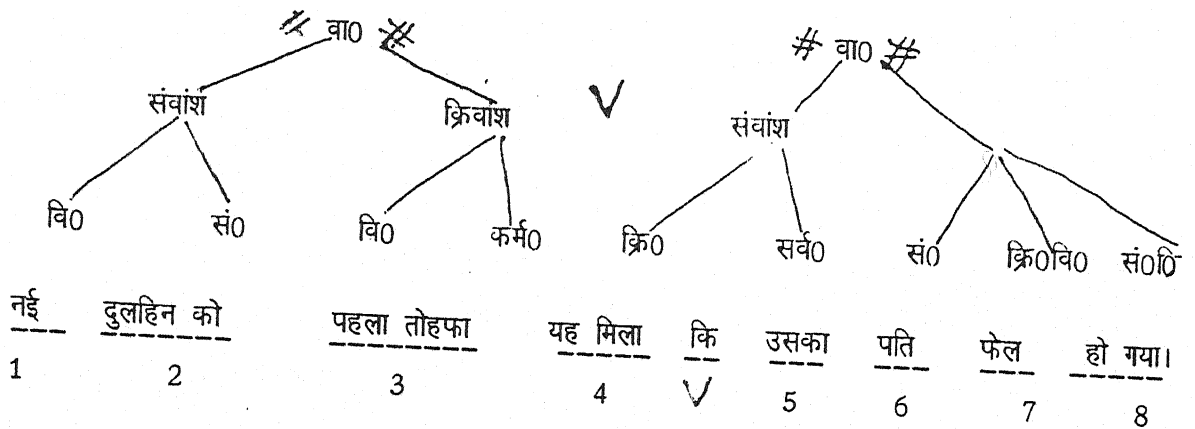 # वा0 # # वा0 #
संवांश क्रिवांश V संवांश
वि0 सं0 वि0 कर्म0 क्रि0 सर्व0 सं0 क्रि0वि0 सं0
नई दुलहिन को पहला तोहफा यह मिला कि उसका पति फेल हो गया।
1 2 3 4 V 5 6 7 8